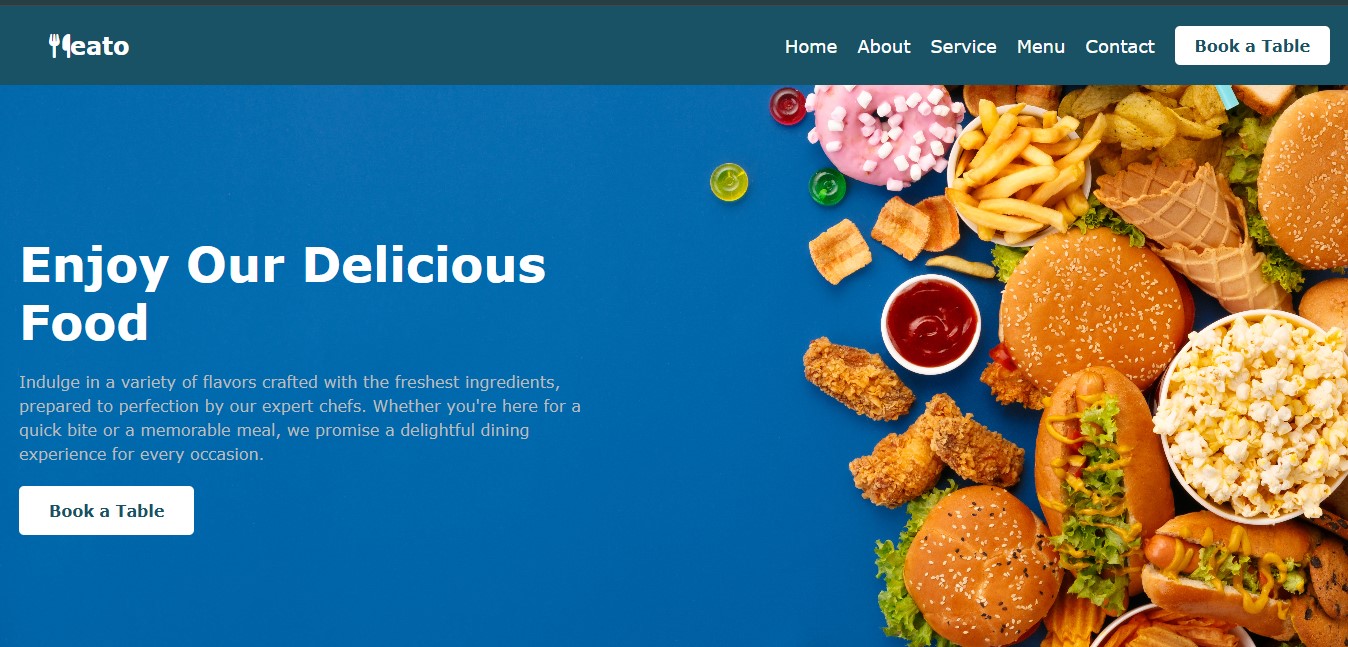 eato
Home About Service Menu Contact Book a Table
Enjoy Our Delicious
Food
Indulge in a variety of flavors crafted with the freshest ingredients,
prepared to perfection by our expert chefs. Whether you're here for a
quick bite or a memorable meal, we promise a delightful dining
experience for every occasion.
Book a Table